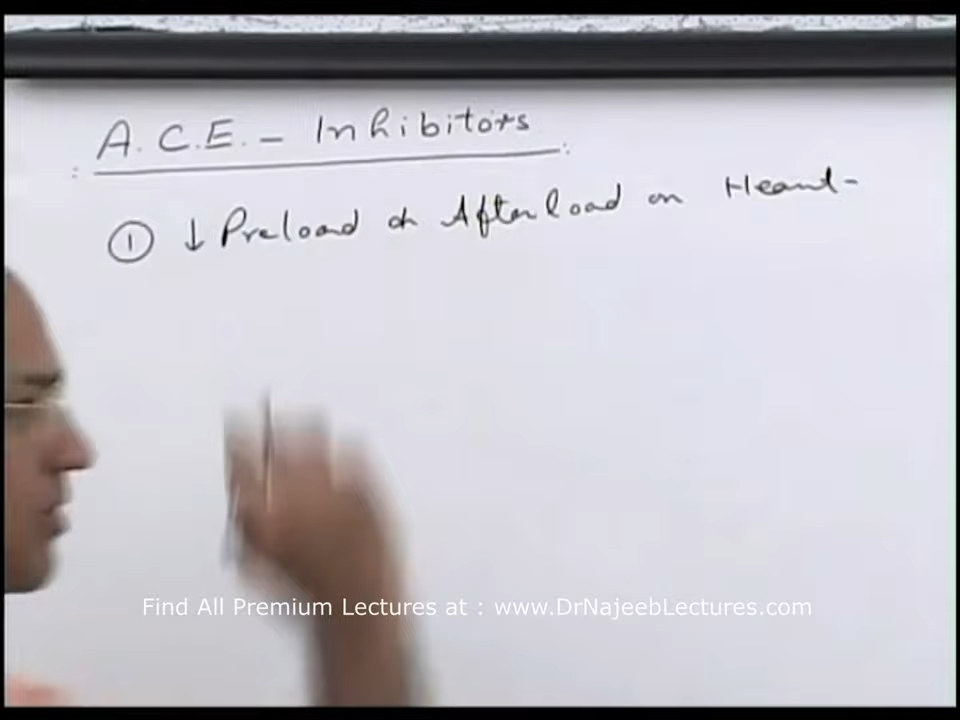 A.C.E. - Inhibitors
① ↓ Preload & Afterload on Heart -
Find All Premium Lectures at : www.DrNajeebLectures.com